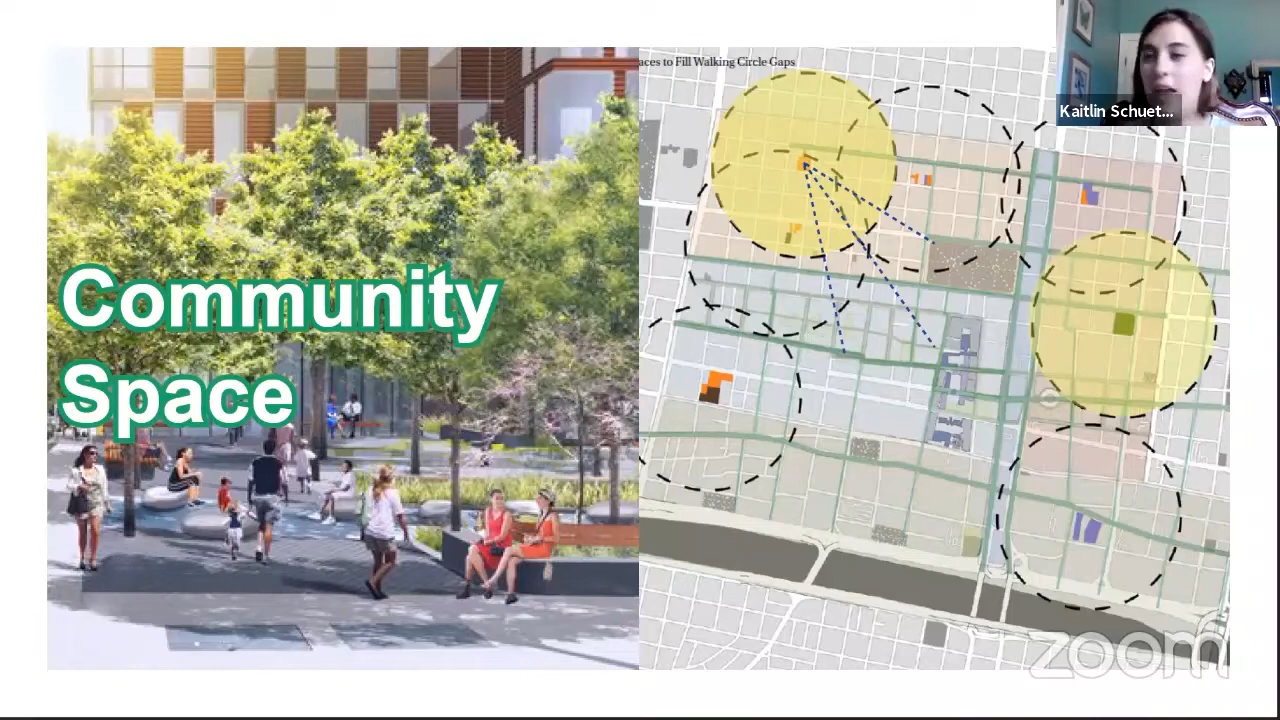 aces to Fill Walking Circle Gaps
Kaitlin Schuet...
Community
Space
zoom